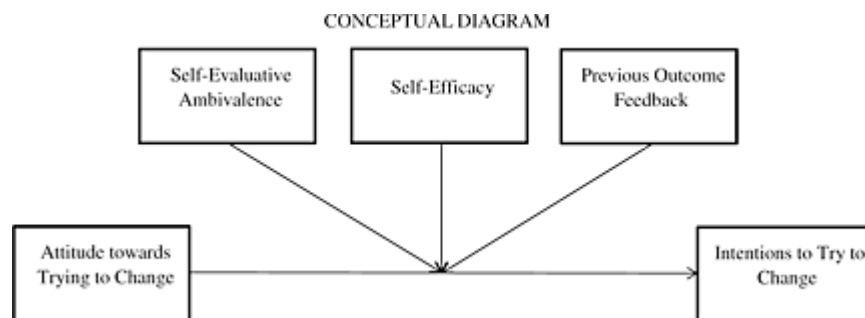 CONCEPTUAL DIAGRAM
Self-Evaluative
Ambivalence
Self-Efficacy
Previous Outcome
Feedback
Attitude towards
Trying to Change
Intentions to Try to
Change